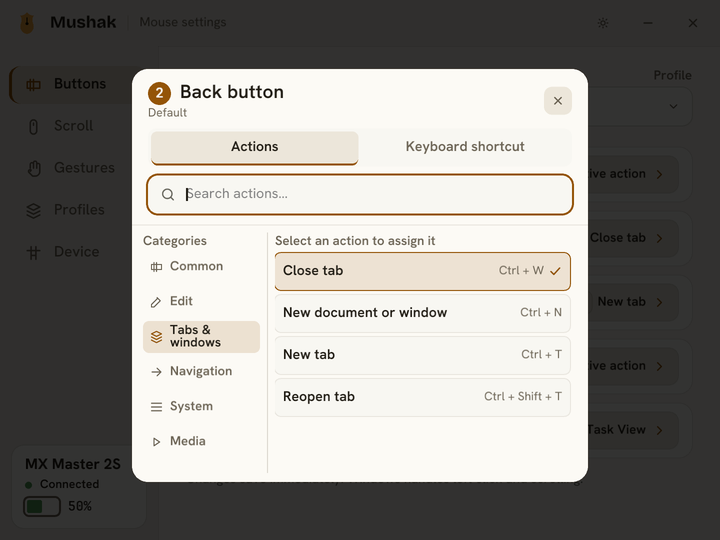 Mushak
Mouse settings
Buttons
Scroll
Gestures
Profiles
Device
MX Master 2S
Connected
50%
Profile
ive action
Close tab
New tab
ive action
Task View
2
Back button
Default
Actions
Keyboard shortcut
Search actions...
Categories
Common
Edit
Tabs &
windows
Navigation
System
Media
Select an action to assign it
Close tab
Ctrl + W
New document or window
Ctrl + N
New tab
Ctrl + T
Reopen tab
Ctrl + Shift + T